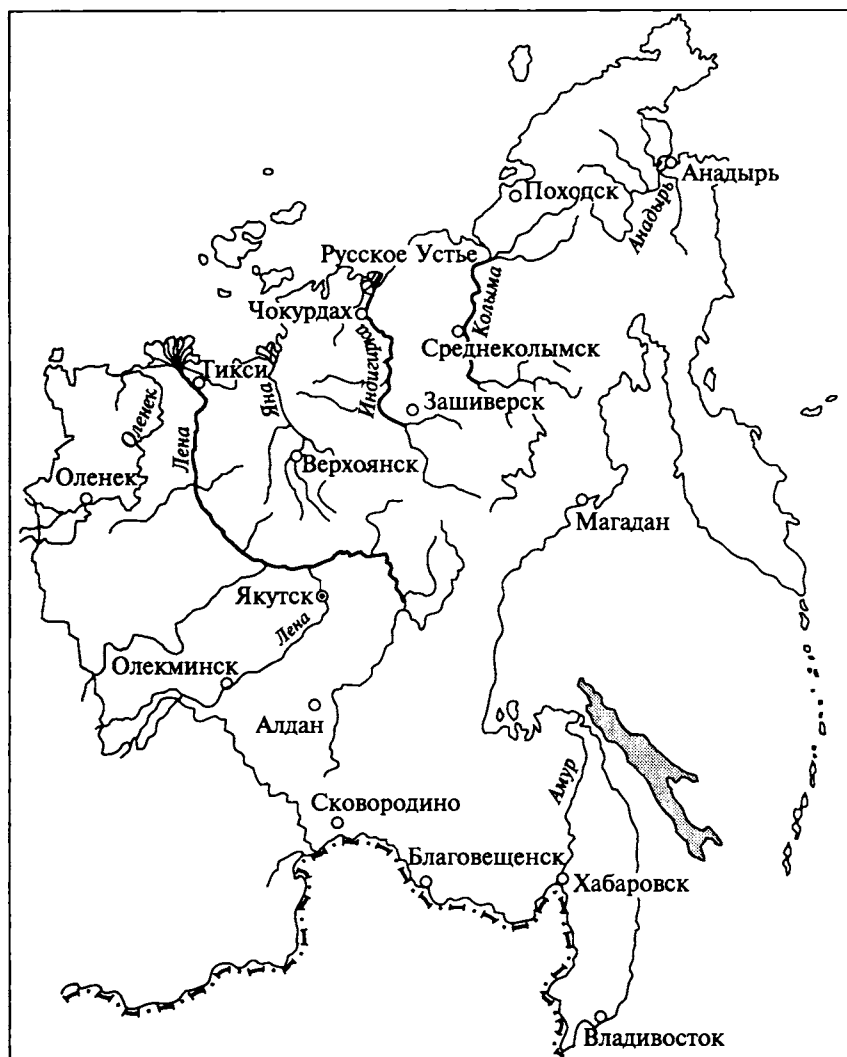 Анадырь
Походск
Анадырь
Русское Устье
Колыма
Чокурдах
Среднеколымск
Индигирка
Тикси
Яна
Зашиверск
Оленек
Лена
Верхоянск
Оленек
Магадан
Якутск
Лена
Олекминск
Алдан
Амур
Сковородино
Благовещенск
Хабаровск
Владивосток